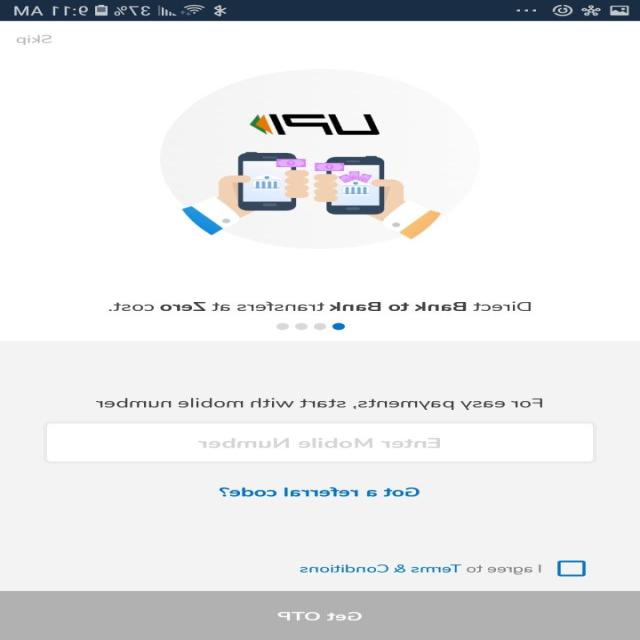 37% 9:11 AM
Skip
UPI
Direct Bank to Bank transfers at Zero cost.
For easy payments, start with mobile number
Enter Mobile Number
Got a referral code?
I agree to Terms & Conditions
Get OTP